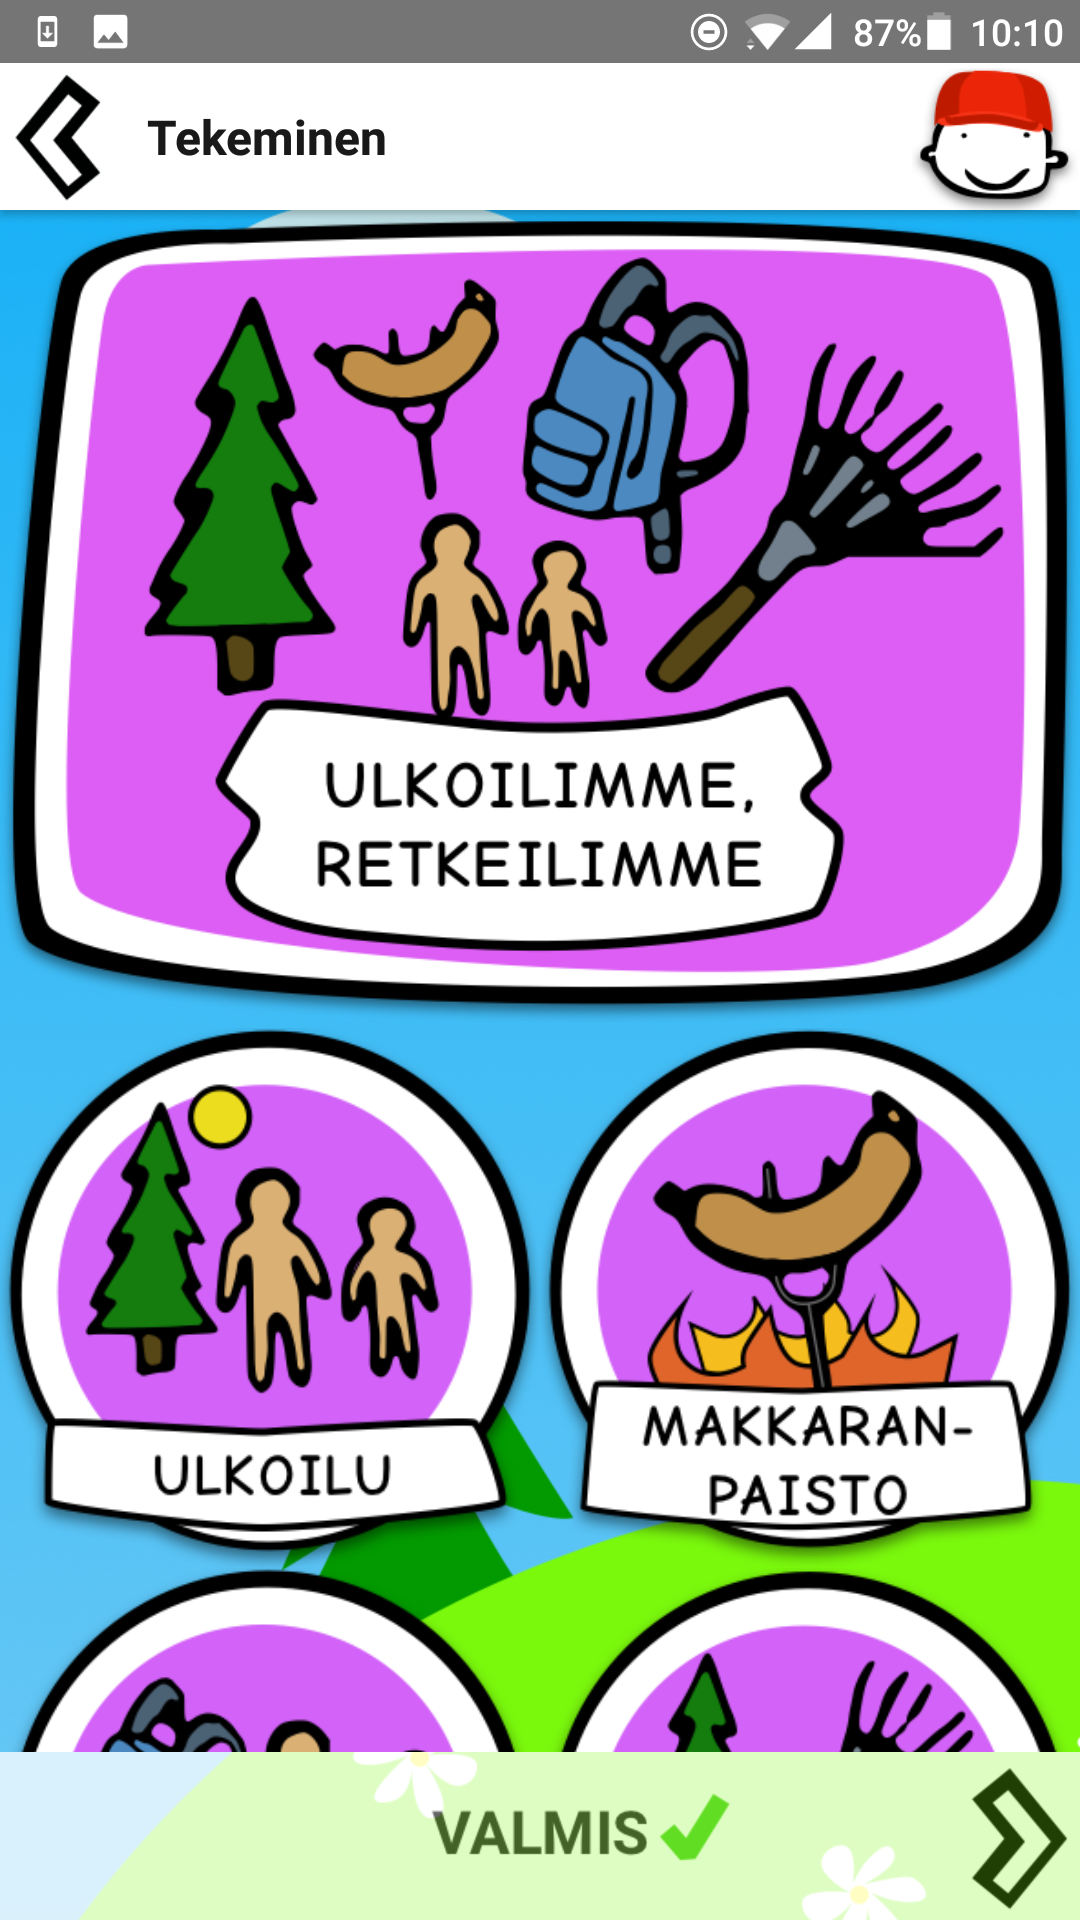 87% 10:10
Tekeminen
ULKOILIMME,
RETKEILIMME
ULKOILU
MAKKARAN-
PAISTO
VALMIS